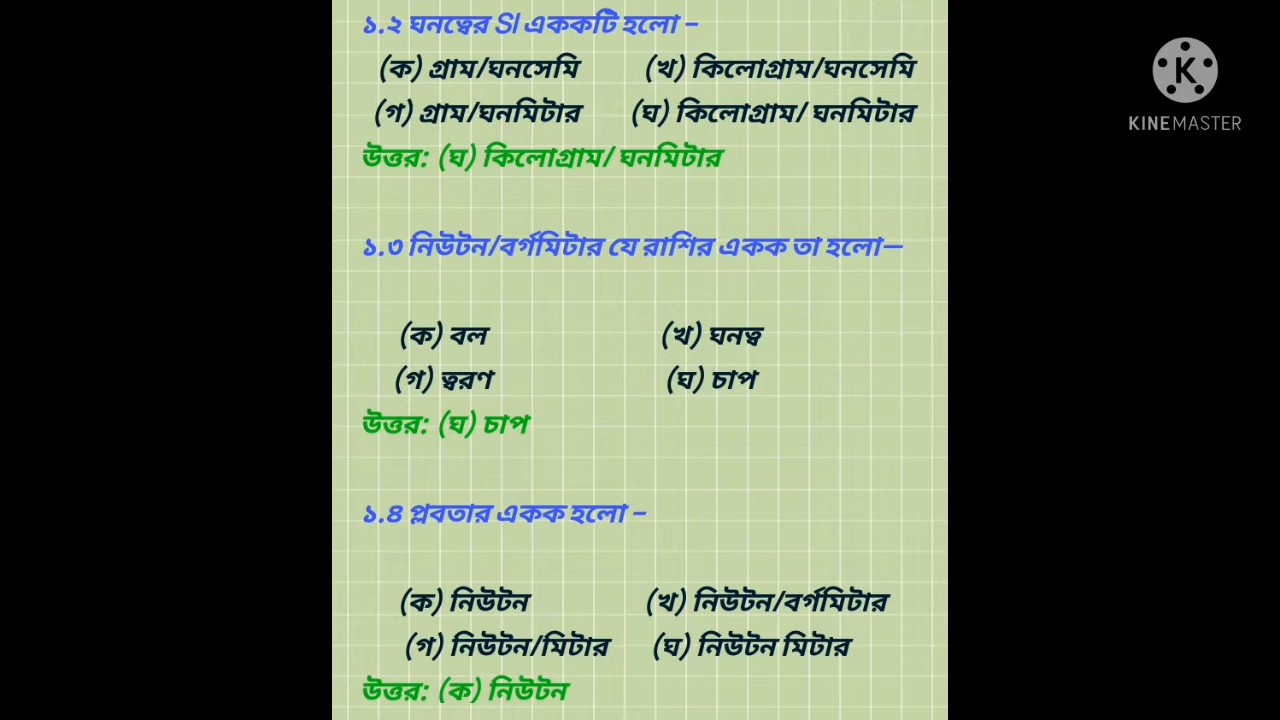 ১.২ ঘনত্বের SI এককটি হলো –
(ক) গ্রাম/ঘনসেমি (খ) কিলোগ্রাম/ঘনসেমি
(গ) গ্রাম/ঘনমিটার (ঘ) কিলোগ্রাম/ ঘনমিটার
উত্তর: (ঘ) কিলোগ্রাম/ ঘনমিটার
১.৩ নিউটন/বর্গমিটার যে রাশির একক তা হলো—
(ক) বল (খ) ঘনত্ব
(গ) ত্বরণ (ঘ) চাপ
উত্তর: (ঘ) চাপ
১.৪ প্লবতার একক হলো –
(ক) নিউটন (খ) নিউটন/বর্গমিটার
(গ) নিউটন/মিটার (ঘ) নিউটন মিটার
উত্তর: (ক) নিউটন
K
KINEMASTER